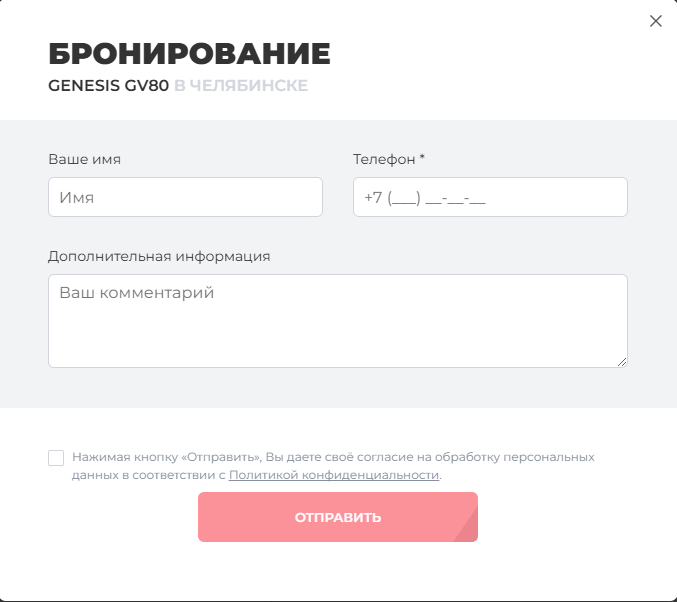 БРОНИРОВАНИЕ
GENESIS GV80 В ЧЕЛЯБИНСКЕ
Ваше имя
Телефон *
Имя
+7 (___) __-__-__
Дополнительная информация
Ваш комментарий
Нажимая кнопку «Отправить», Вы даете своё согласие на обработку персональных
данных в соответствии с Политикой конфиденциальности.
ОТПРАВИТЬ